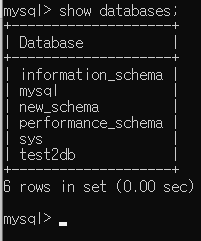 mysql> show databases;
+--------------------+
| Database           |
+--------------------+
| information_schema |
| mysql              |
| new_schema         |
| performance_schema |
| sys                |
| test2db            |
+--------------------+
6 rows in set (0.00 sec)
mysql> _